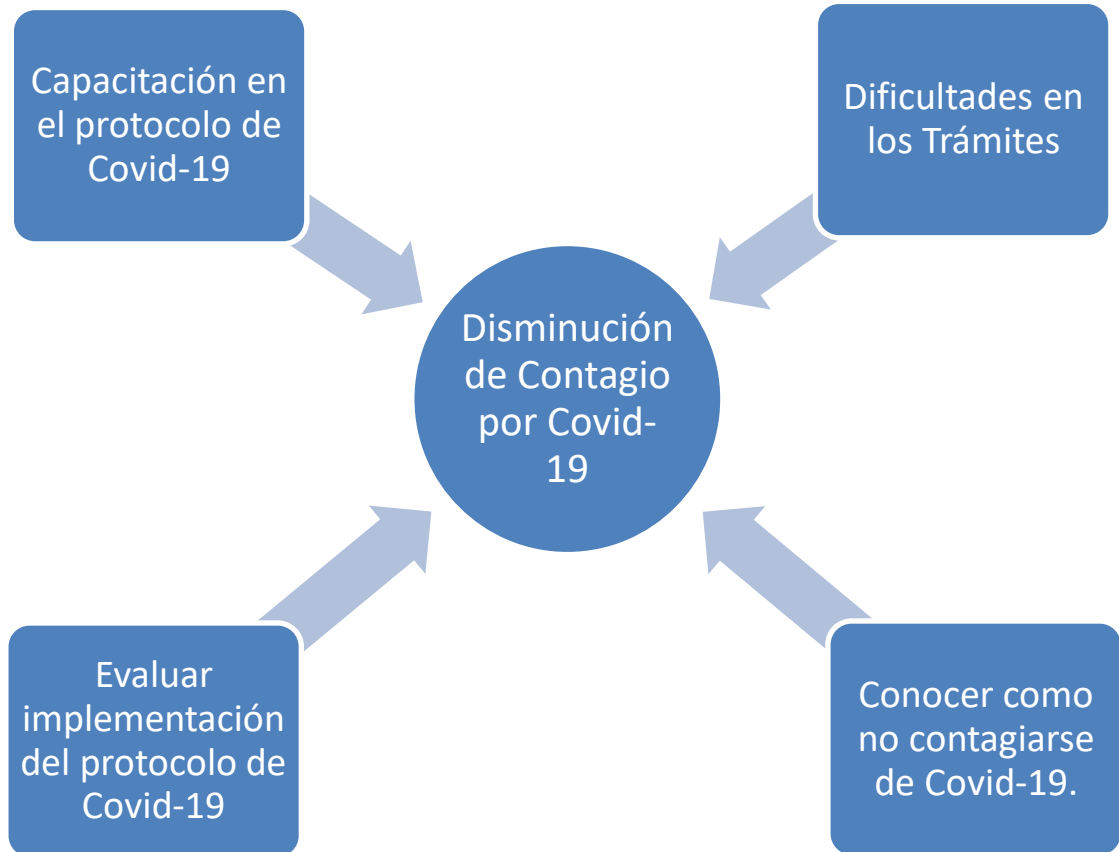 Capacitación en
el protocolo de
Covid-19
Dificultades en
los Trámites
Disminución
de Contagio
por Covid-
19
Evaluar
implementación
del protocolo de
Covid-19
Conocer como
no contagiarse
de Covid-19.